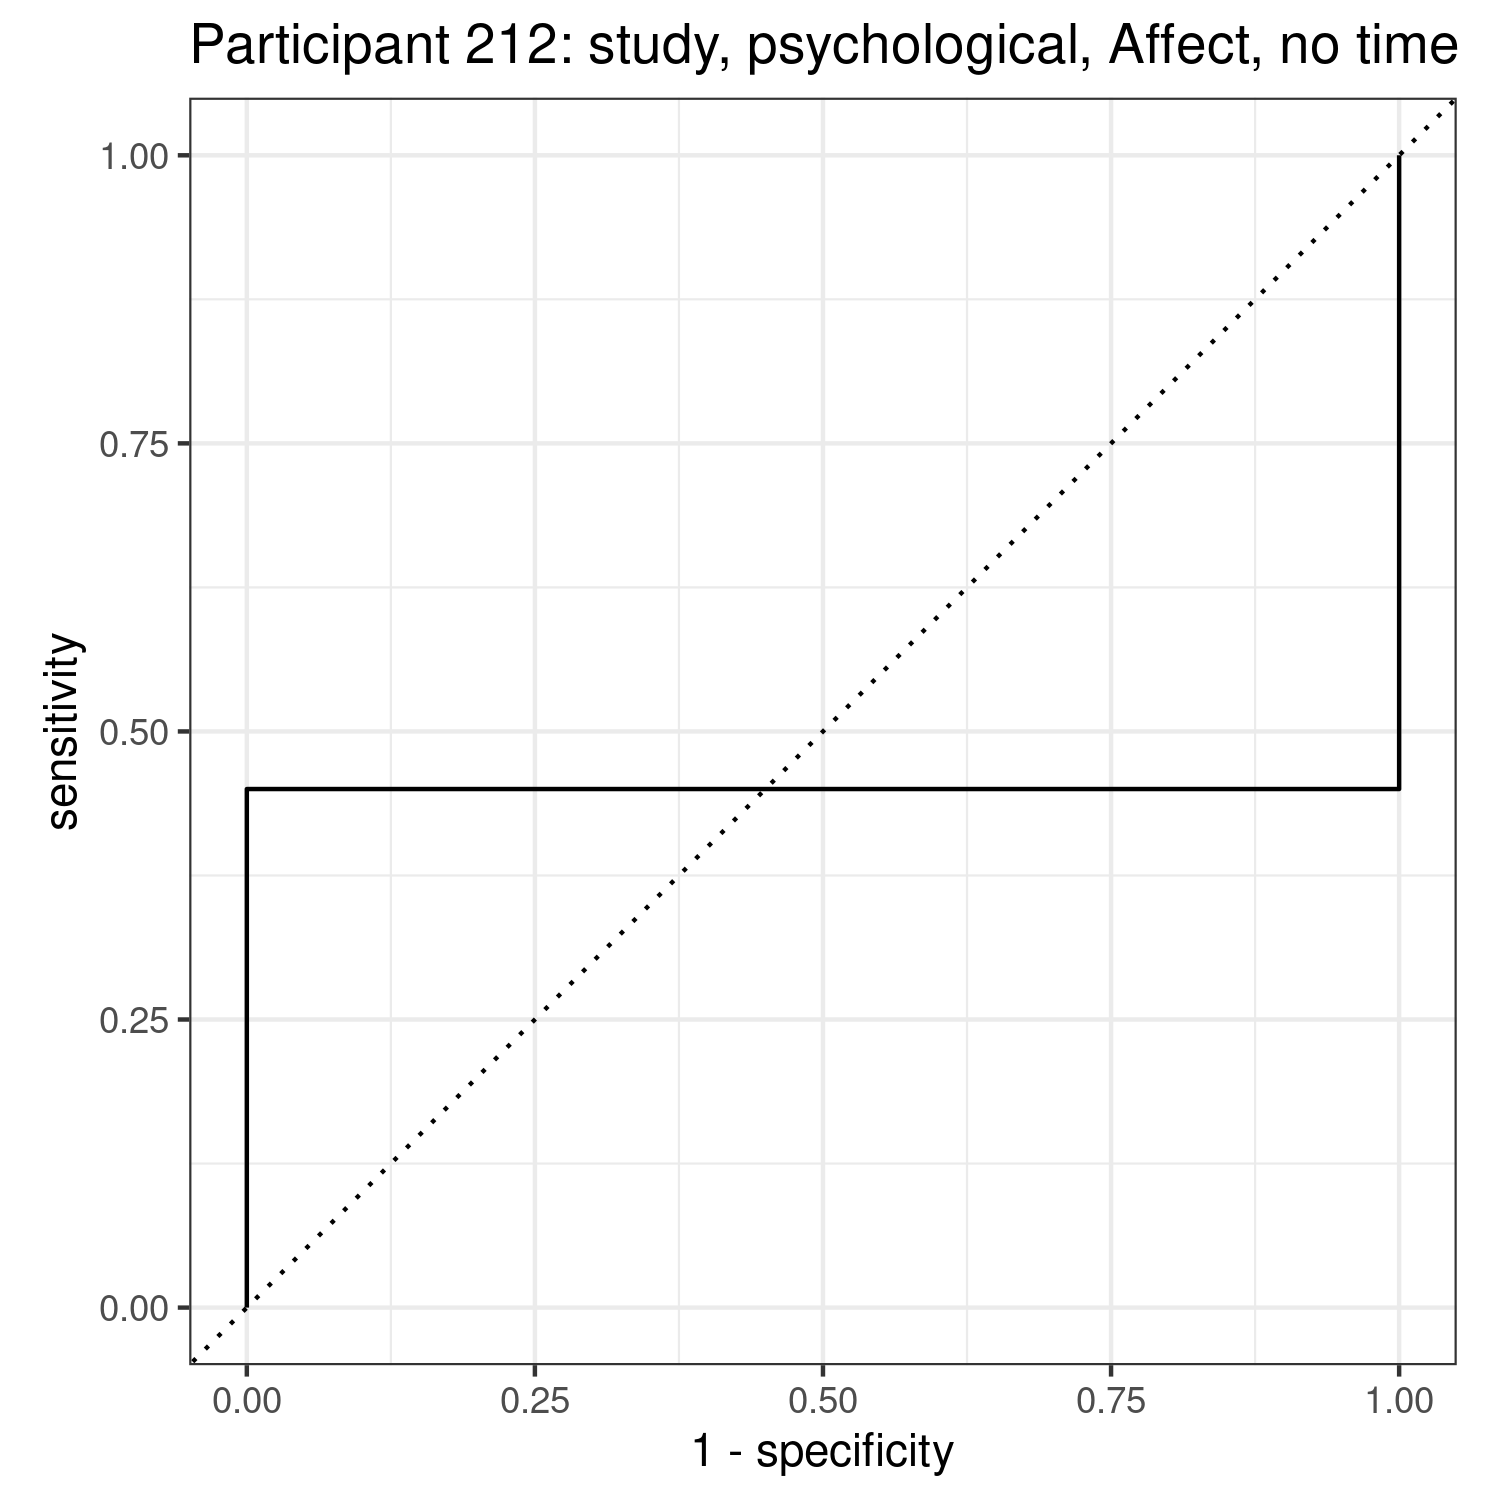 Participant 212: study, psychological, Affect, no time
1.00
0.75
0.50
0.25
0.00
sensitivity
0.00 0.25 0.50 0.75 1.00
1 - specificity